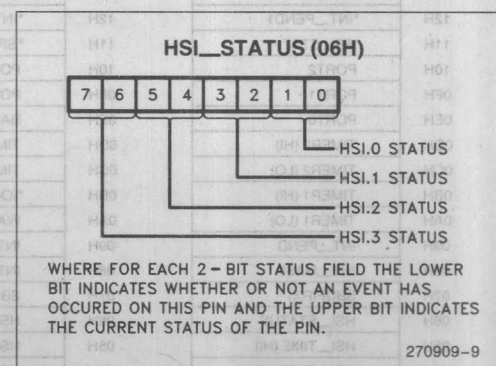 HSI__STATUS (06H)
7 6 5 4 3 2 1 0
HSI.0 STATUS
HSI.1 STATUS
HSI.2 STATUS
HSI.3 STATUS
WHERE FOR EACH 2 – BIT STATUS FIELD THE LOWER
BIT INDICATES WHETHER OR NOT AN EVENT HAS
OCCURED ON THIS PIN AND THE UPPER BIT INDICATES
THE CURRENT STATUS OF THE PIN.
270909–9